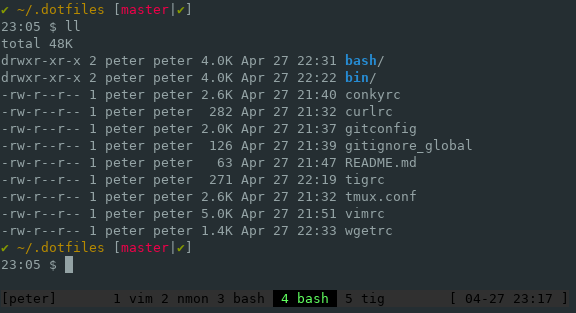 ✔ ~/.dotfiles [master|✔]
23:05 $ ll
total 48K
drwxr-xr-x 2 peter peter 4.0K Apr 27 22:31 bash/
drwxr-xr-x 2 peter peter 4.0K Apr 27 22:22 bin/
-rw-r--r-- 1 peter peter 2.6K Apr 27 21:40 conkyrc
-rw-r--r-- 1 peter peter  282 Apr 27 21:32 curlrc
-rw-r--r-- 1 peter peter 2.0K Apr 27 21:37 gitconfig
-rw-r--r-- 1 peter peter  126 Apr 27 21:39 gitignore_global
-rw-r--r-- 1 peter peter   63 Apr 27 21:47 README.md
-rw-r--r-- 1 peter peter  271 Apr 27 22:19 tigrc
-rw-r--r-- 1 peter peter 2.6K Apr 27 21:32 tmux.conf
-rw-r--r-- 1 peter peter 5.0K Apr 27 21:51 vimrc
-rw-r--r-- 1 peter peter 1.4K Apr 27 22:33 wgetrc
✔ ~/.dotfiles [master|✔]
23:05 $
[peter] 1 vim 2 nmon 3 bash 4 bash 5 tig [ 04-27 23:17 ]